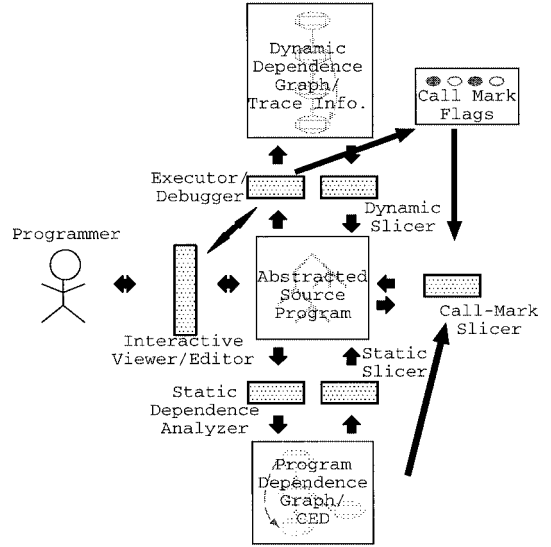 Dynamic
Dependence
Graph/
Trace Info.
Call Mark
Flags
Executor/
Debugger
Dynamic
Slicer
Programmer
Abstracted
Source
Program
Call-Mark
Slicer
Interactive
Viewer/Editor
Static
Slicer
Static
Dependence
Analyzer
Program
Dependence
Graph/
CED